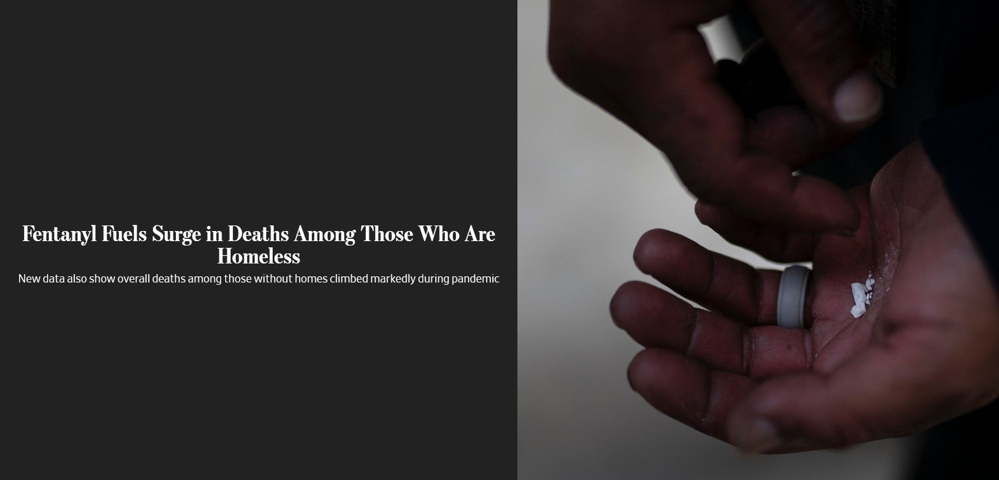 Fentanyl Fuels Surge in Deaths Among Those Who Are
Homeless
New data also show overall deaths among those without homes climbed markedly during pandemic